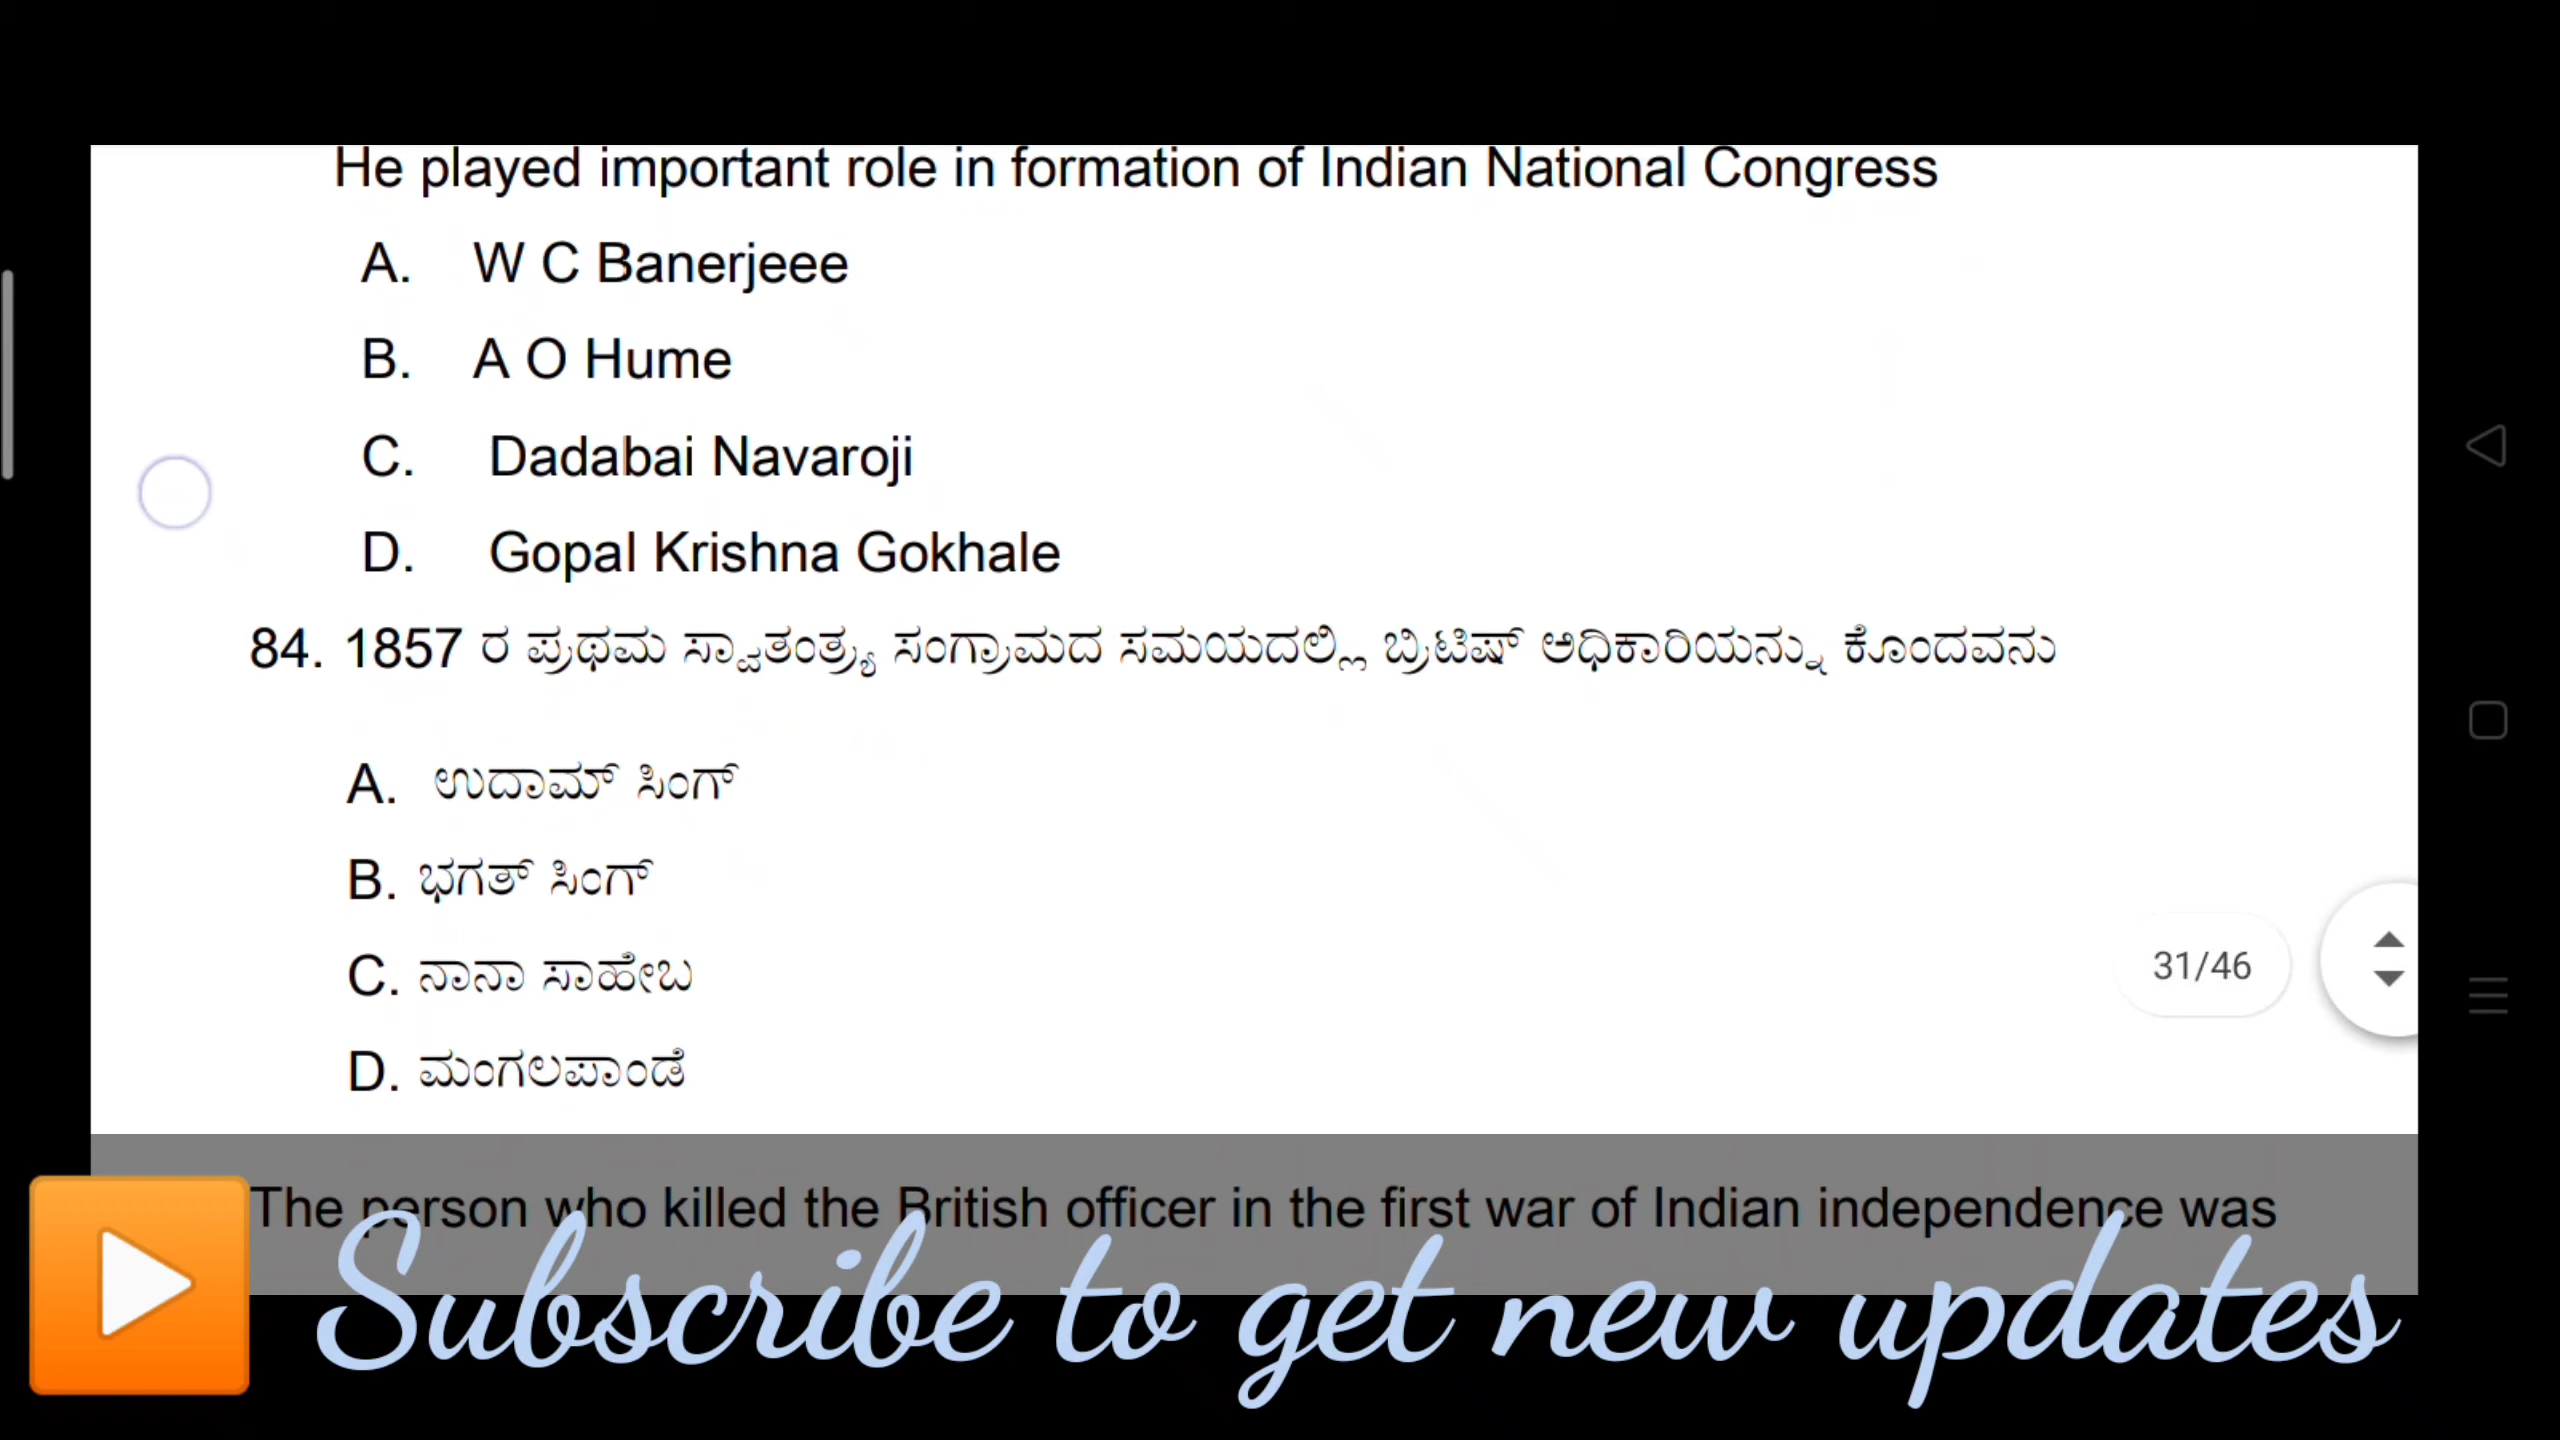 He played important role in formation of Indian National Congress
A. W C Banerjeee
B. A O Hume
C. Dadabai Navaroji
D. Gopal Krishna Gokhale
84. 1857 ರ ಪ್ರಥಮ ಸ್ವಾತಂತ್ರ್ಯ ಸಂಗ್ರಾಮದ ಸಮಯದಲ್ಲಿ ಬ್ರಿಟಿಷ್ ಅಧಿಕಾರಿಯನ್ನು ಕೊಂದವನು
A. ಉದಾಮ್ ಸಿಂಗ್
B. ಭಗತ್ ಸಿಂಗ್
C. ನಾನಾ ಸಾಹೇಬ
31/46
D. ಮಂಗಲಪಾಂಡೆ
The person who killed the British officer in the first war of Indian independence was
Subscribe to get new updates